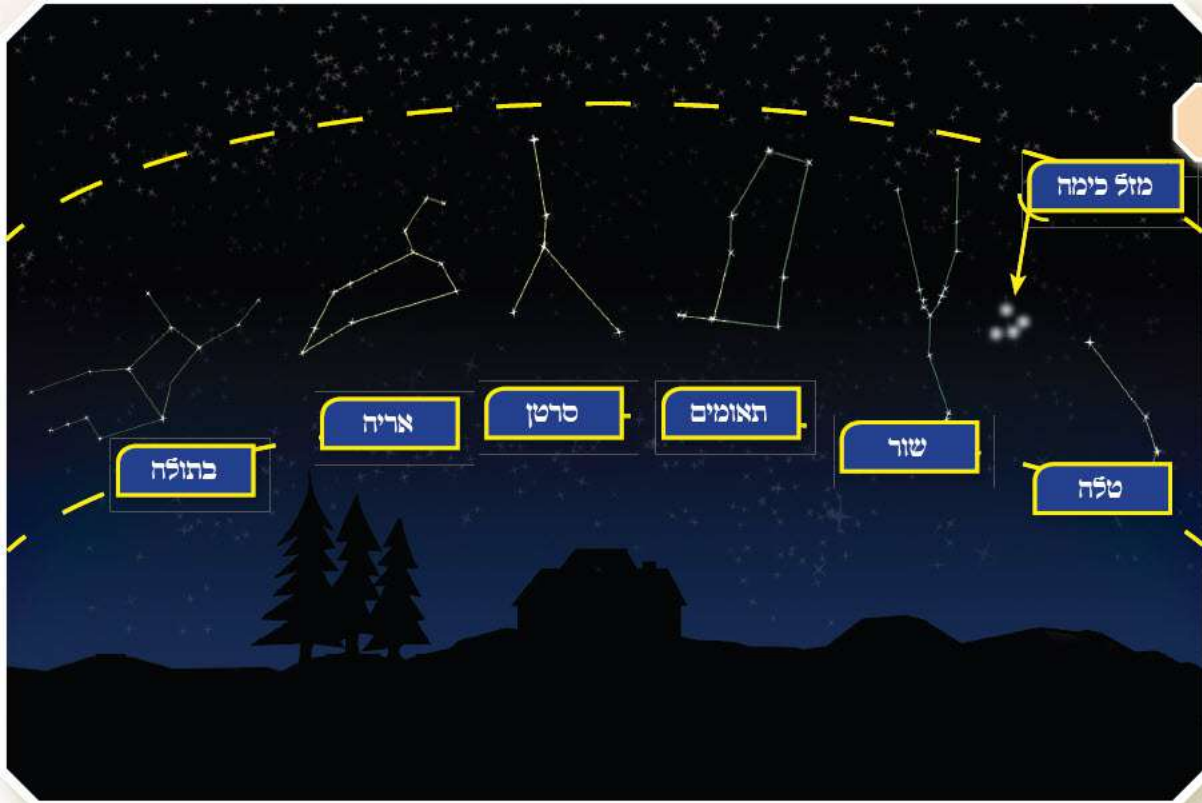 מזל כימה
טלה
שור
תאומים
סרטן
אריה
בתולה